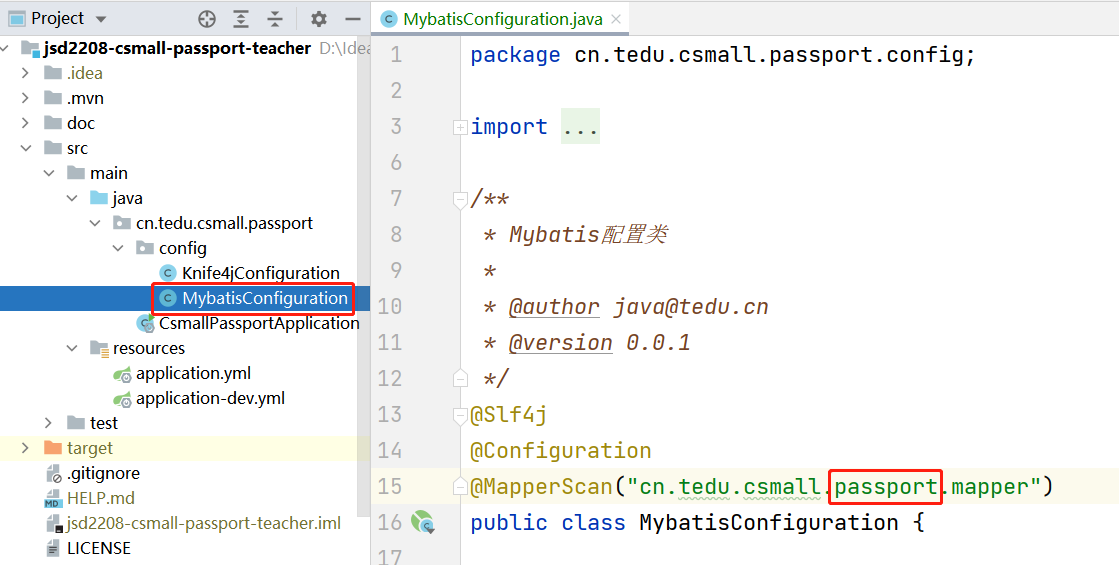 Project
jsd2208-csmall-passport-teacher D:\Idea
.idea
.mvn
doc
src
main
java
cn.tedu.csmall.passport
config
Knife4jConfiguration
MybatisConfiguration
CsmallPassportApplication
resources
application.yml
application-dev.yml
test
target
.gitignore
HELP.md
jsd2208-csmall-passport-teacher.iml
LICENSE
MybatisConfiguration.java
1 package cn.tedu.csmall.passport.config;
2
3 import ...
6
7 /**
8 * Mybatis配置类
9 *
10 * @author java@tedu.cn
11 * @version 0.0.1
12 */
13 @Slf4j
14 @Configuration
15 @MapperScan("cn.tedu.csmall.passport.mapper")
16 public class MybatisConfiguration {
17